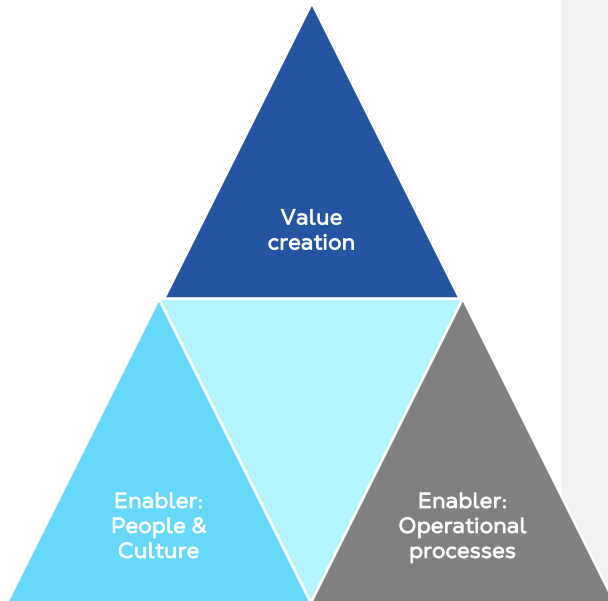 Value
creation
Enabler:
People &
Culture
Enabler:
Operational
processes